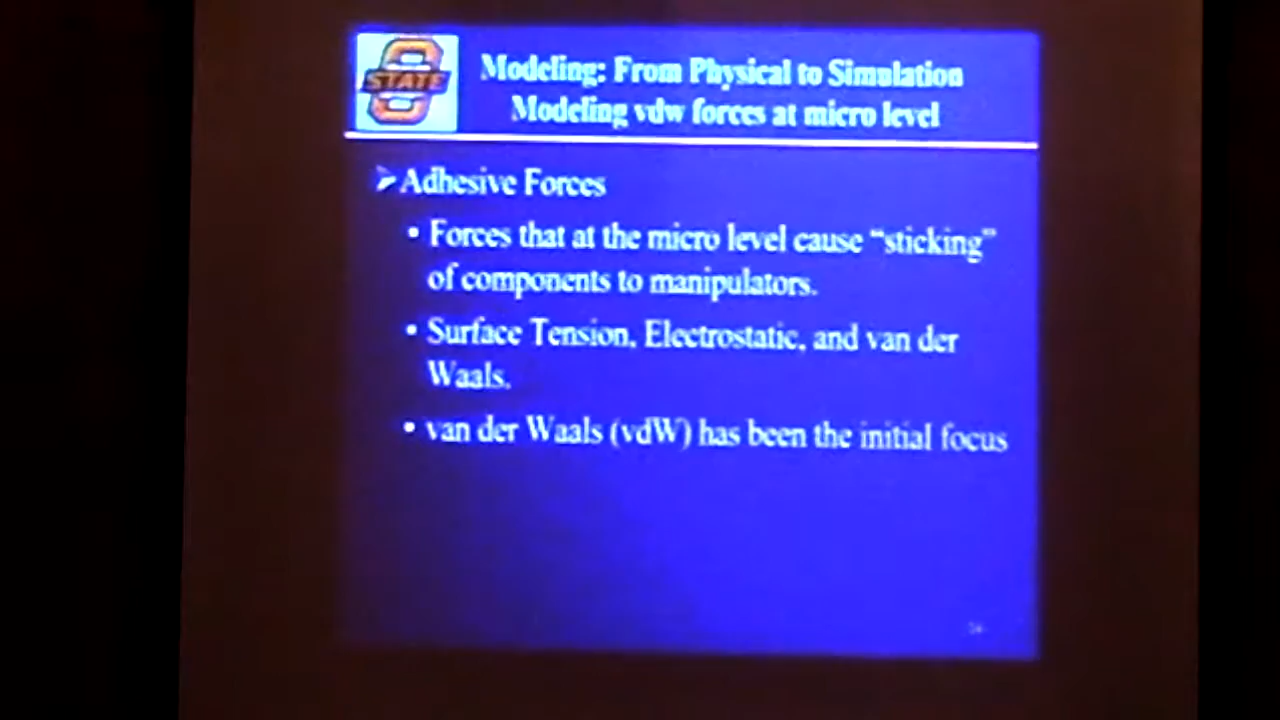 STATE
Modeling: From Physical to Simulation
Modeling vdw forces at micro level
➢Adhesive Forces
• Forces that at the micro level cause “sticking”
of components to manipulators.
• Surface Tension, Electrostatic, and van der
Waals.
• van der Waals (vdW) has been the initial focus